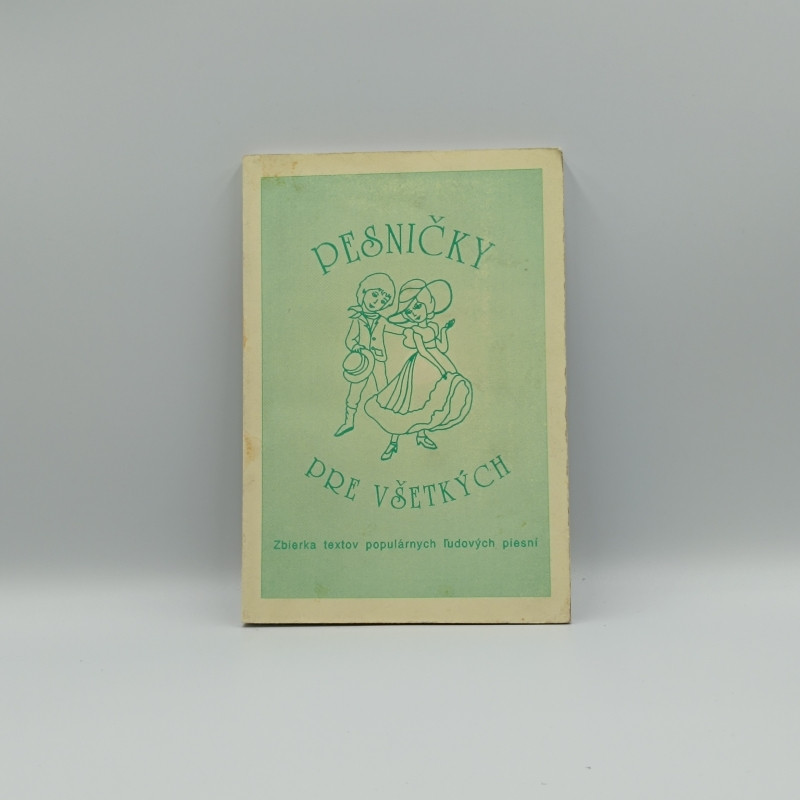 PESNIČKY
PRE VŠETKÝCH
Zbierka textov populárnych ľudových piesní